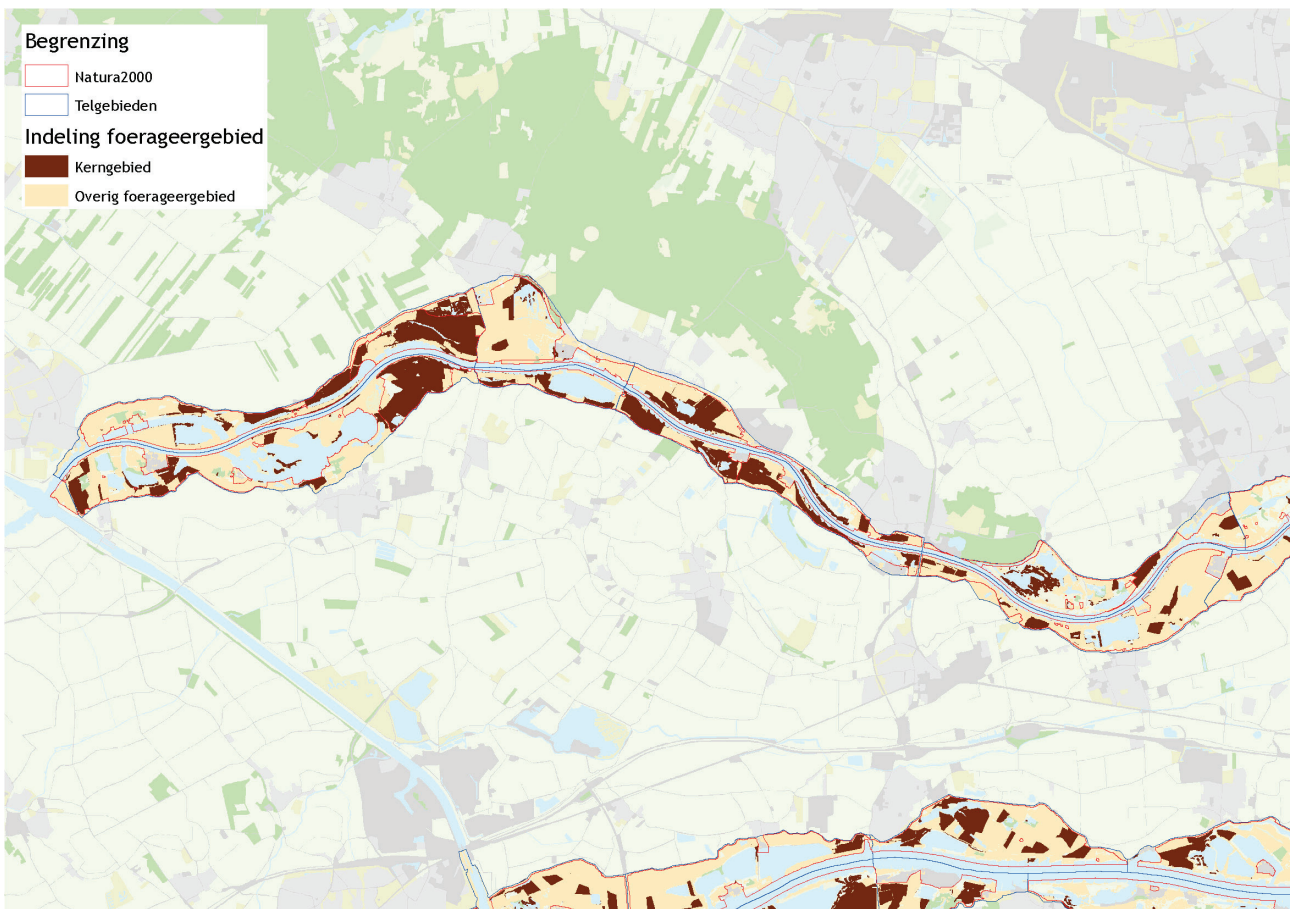 Begrenzing
Natura2000
Telgebieden
Indeling foerageergebied
Kerngebied
Overig foerageergebied